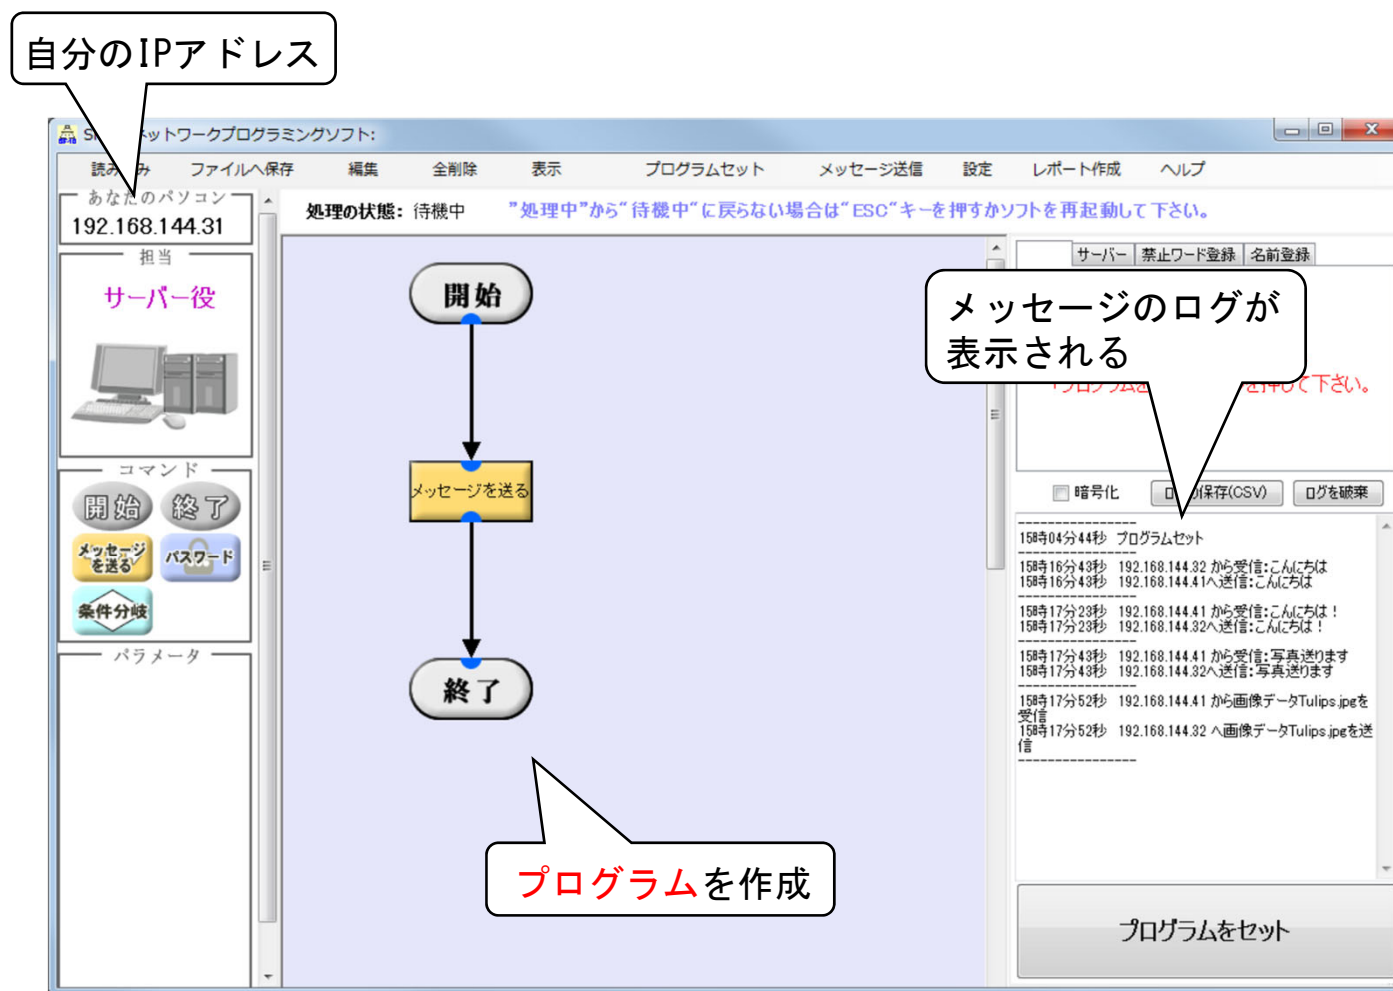 自分のIPアドレス
ネットワークプログラミングソフト:
ファイルへ保存 編集 全削除 表示 プログラムセット メッセージ送信 設定 レポート作成 ヘルプ
あなたのパソコン
192.168.144.31
処理の状態: 待機中 "処理中"から"待機中"に戻らない場合は"ESC"キーを押すかソフトを再起動して下さい。
担当
サーバー役
サーバー 禁止ワード登録 名前登録
開始
メッセージのログが
表示される
を押して下さい。
コマンド
開始 終了
メッセージを送る パスワード
条件分岐
メッセージを送る
暗号化 保存(CSV) ログを破棄
----------------
15時04分44秒 プログラムセット
----------------
15時16分43秒 192.168.144.32 から受信:こんにちは
15時16分43秒 192.168.144.41へ送信:こんにちは
----------------
15時17分23秒 192.168.144.41 から受信:こんにちは!
15時17分23秒 192.168.144.32へ送信:こんにちは!
----------------
15時17分43秒 192.168.144.41 から受信:写真送ります
15時17分43秒 192.168.144.32へ送信:写真送ります
----------------
15時17分52秒 192.168.144.41 から画像データTulips.jpgを
受信
15時17分52秒 192.168.144.32 へ画像データTulips.jpgを送
信
----------------
パラメータ
終了
プログラムを作成
プログラムをセット